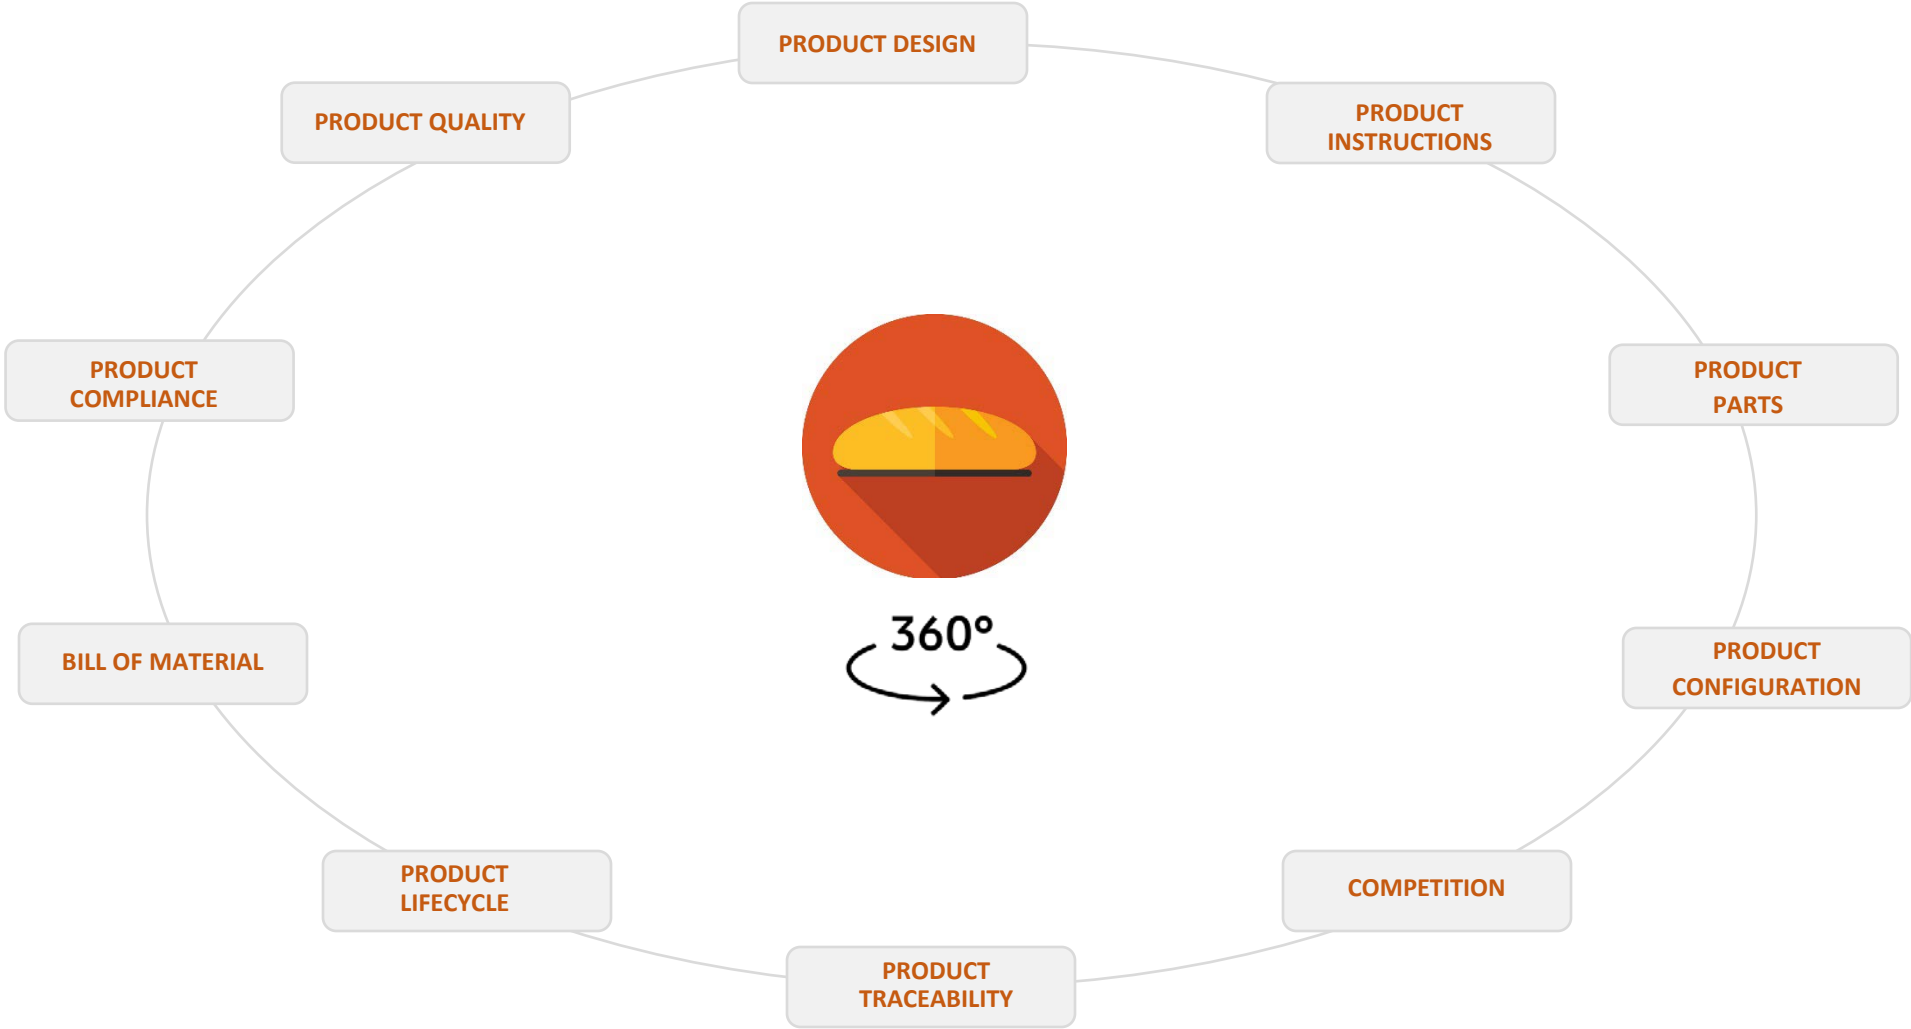 PRODUCT DESIGN
PRODUCT QUALITY
PRODUCT
INSTRUCTIONS
PRODUCT
COMPLIANCE
PRODUCT
PARTS
360°
BILL OF MATERIAL
PRODUCT
CONFIGURATION
PRODUCT
LIFECYCLE
COMPETITION
PRODUCT
TRACEABILITY